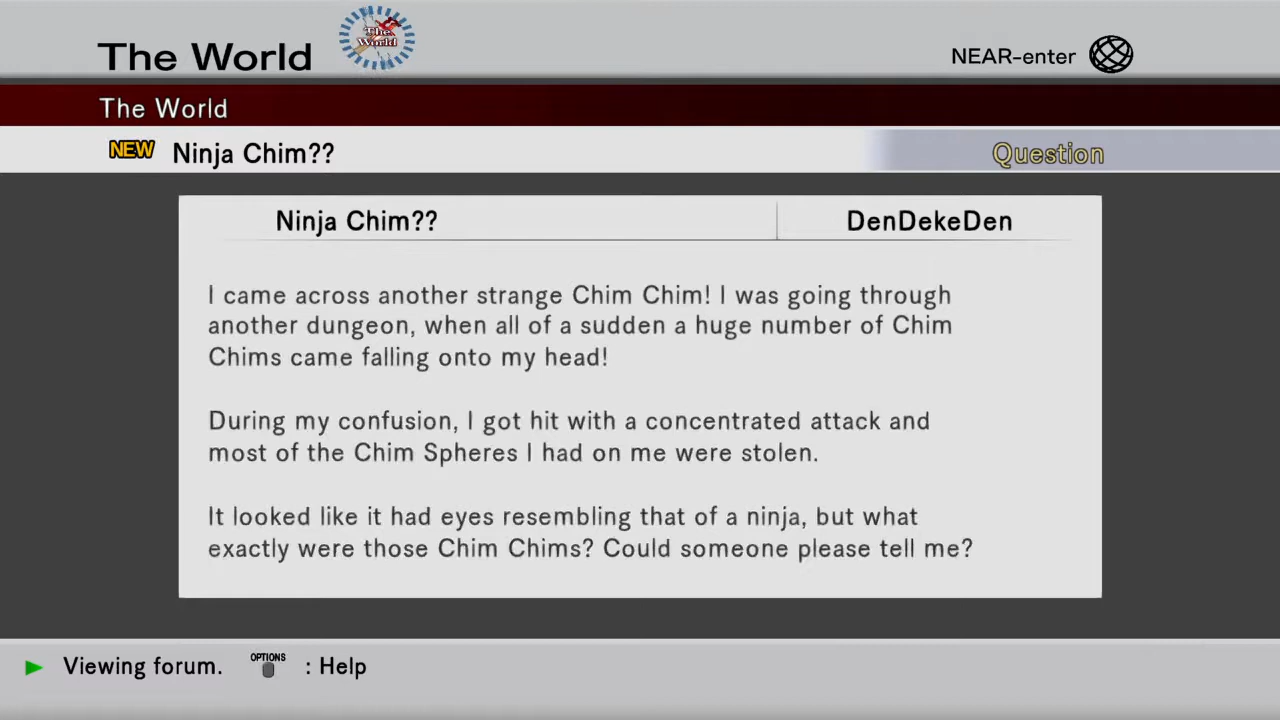 The World
The World
NEAR-enter
The World
NEW Ninja Chim??
Question
Ninja Chim??
DenDekeDen
I came across another strange Chim Chim! I was going through
another dungeon, when all of a sudden a huge number of Chim
Chims came falling onto my head!
During my confusion, I got hit with a concentrated attack and
most of the Chim Spheres I had on me were stolen.
It looked like it had eyes resembling that of a ninja, but what
exactly were those Chim Chims? Could someone please tell me?
Viewing forum.
OPTIONS
: Help